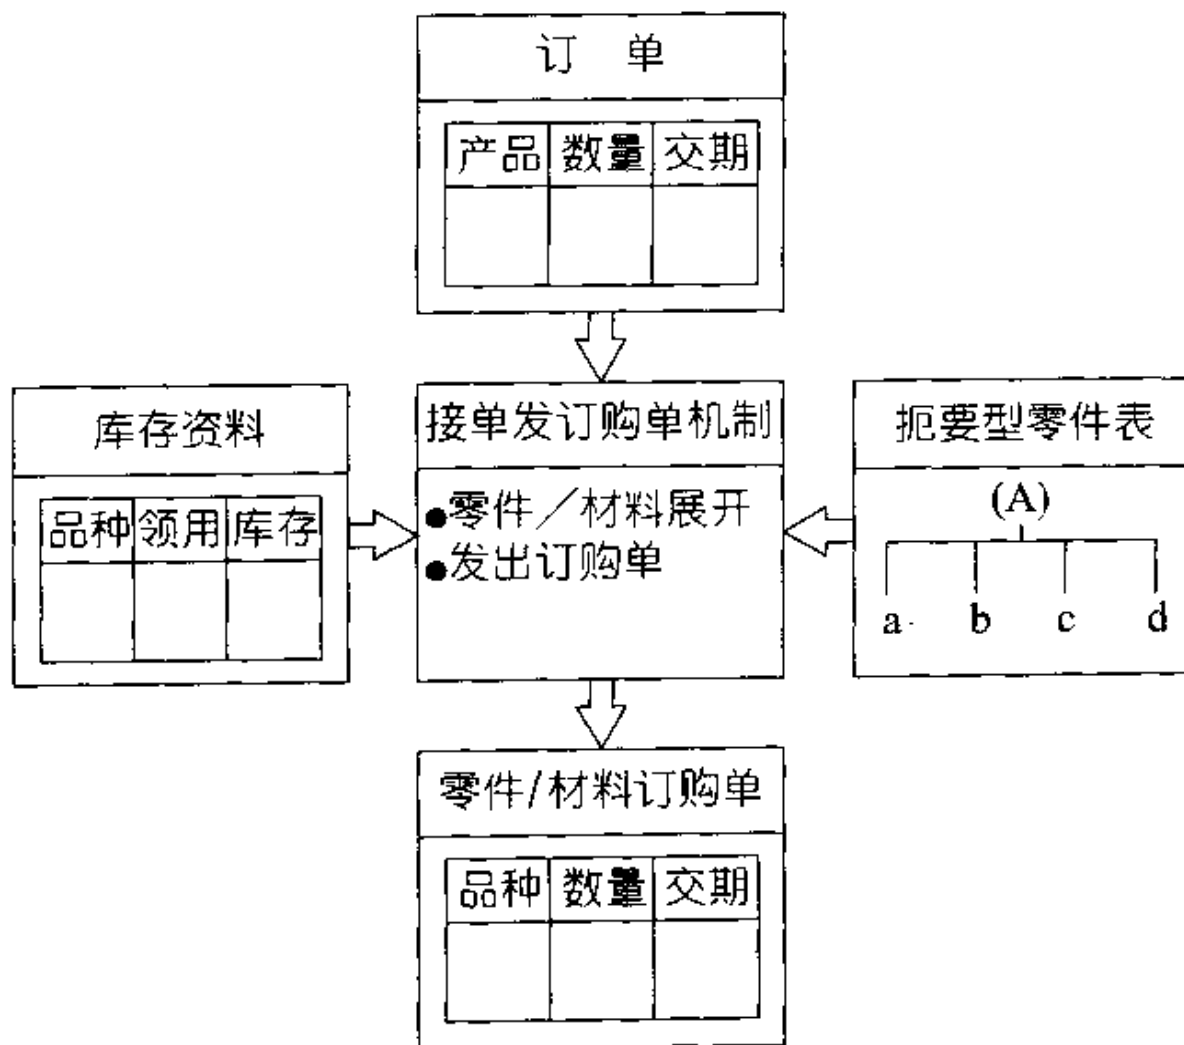 订 单
产品 数量 交期
库存资料
品种 领用 库存
接单发订购单机制
●零件／材料展开
●发出订购单
扼要型零件表
(A)
a b c d
零件/材料订购单
品种 数量 交期